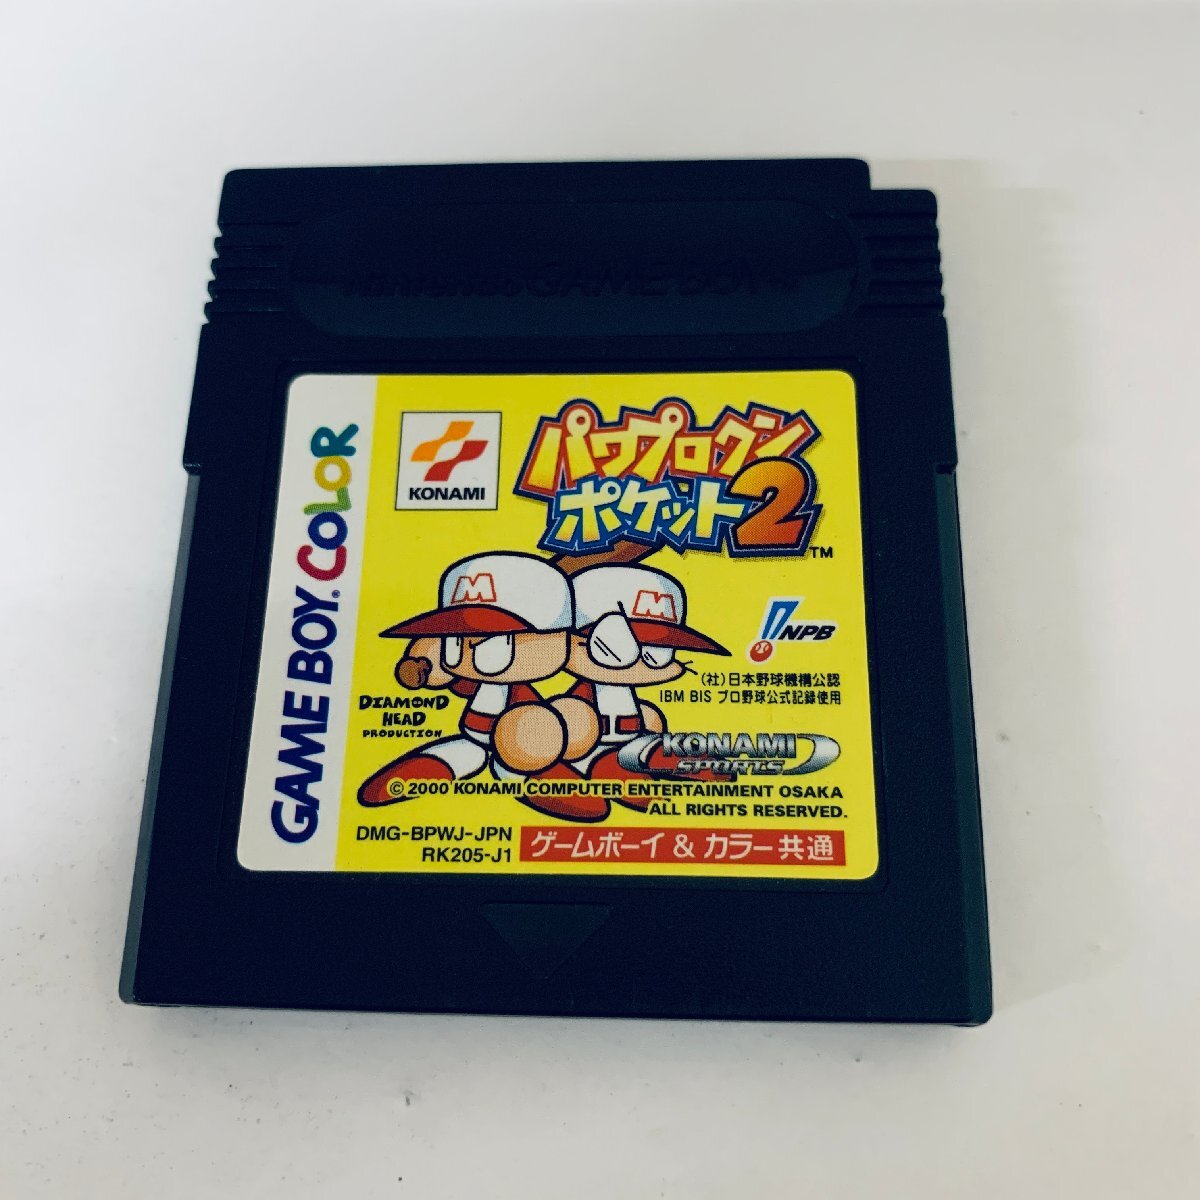 Nintendo GAME BOY
GAME BOY COLOR
KONAMI
パワプロクン
ポケット2
TM
M
M
NPB
(社)日本野球機構公認
IBM BIS プロ野球公式記録使用
DIAMOND
HEAD
PRODUCTION
KONAMI
SPORTS
© 2000 KONAMI COMPUTER ENTERTAINMENT OSAKA
ALL RIGHTS RESERVED.
DMG-BPWJ-JPN
RK205-J1
ゲームボーイ & カラー共通